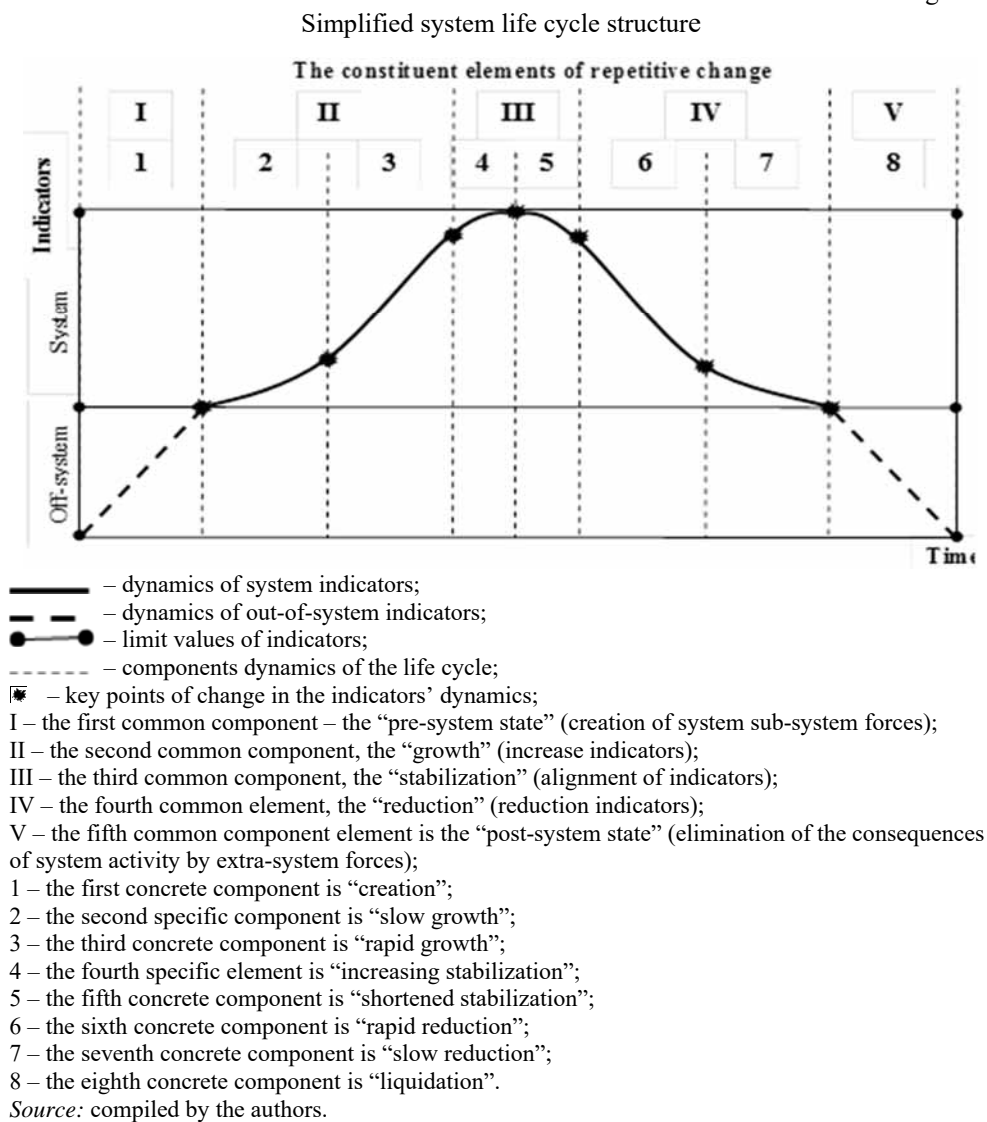 Simplified system life cycle structure
The constituent elements of repetitive change
I II III IV V
1 2 3 4 5 6 7 8
Indicators
System
Off-system
Time
– dynamics of system indicators;
– dynamics of out-of-system indicators;
– limit values of indicators;
– components dynamics of the life cycle;
– key points of change in the indicators’ dynamics;
I – the first common component – the “pre-system state” (creation of system sub-system forces);
II – the second common component, the “growth” (increase indicators);
III – the third common component, the “stabilization” (alignment of indicators);
IV – the fourth common element, the “reduction” (reduction indicators);
V – the fifth common component element is the “post-system state” (elimination of the consequences
of system activity by extra-system forces);
1 – the first concrete component is “creation”;
2 – the second specific component is “slow growth”;
3 – the third concrete component is “rapid growth”;
4 – the fourth specific element is “increasing stabilization”;
5 – the fifth concrete component is “shortened stabilization”;
6 – the sixth concrete component is “rapid reduction”;
7 – the seventh concrete component is “slow reduction”;
8 – the eighth concrete component is “liquidation”.
Source: compiled by the authors.